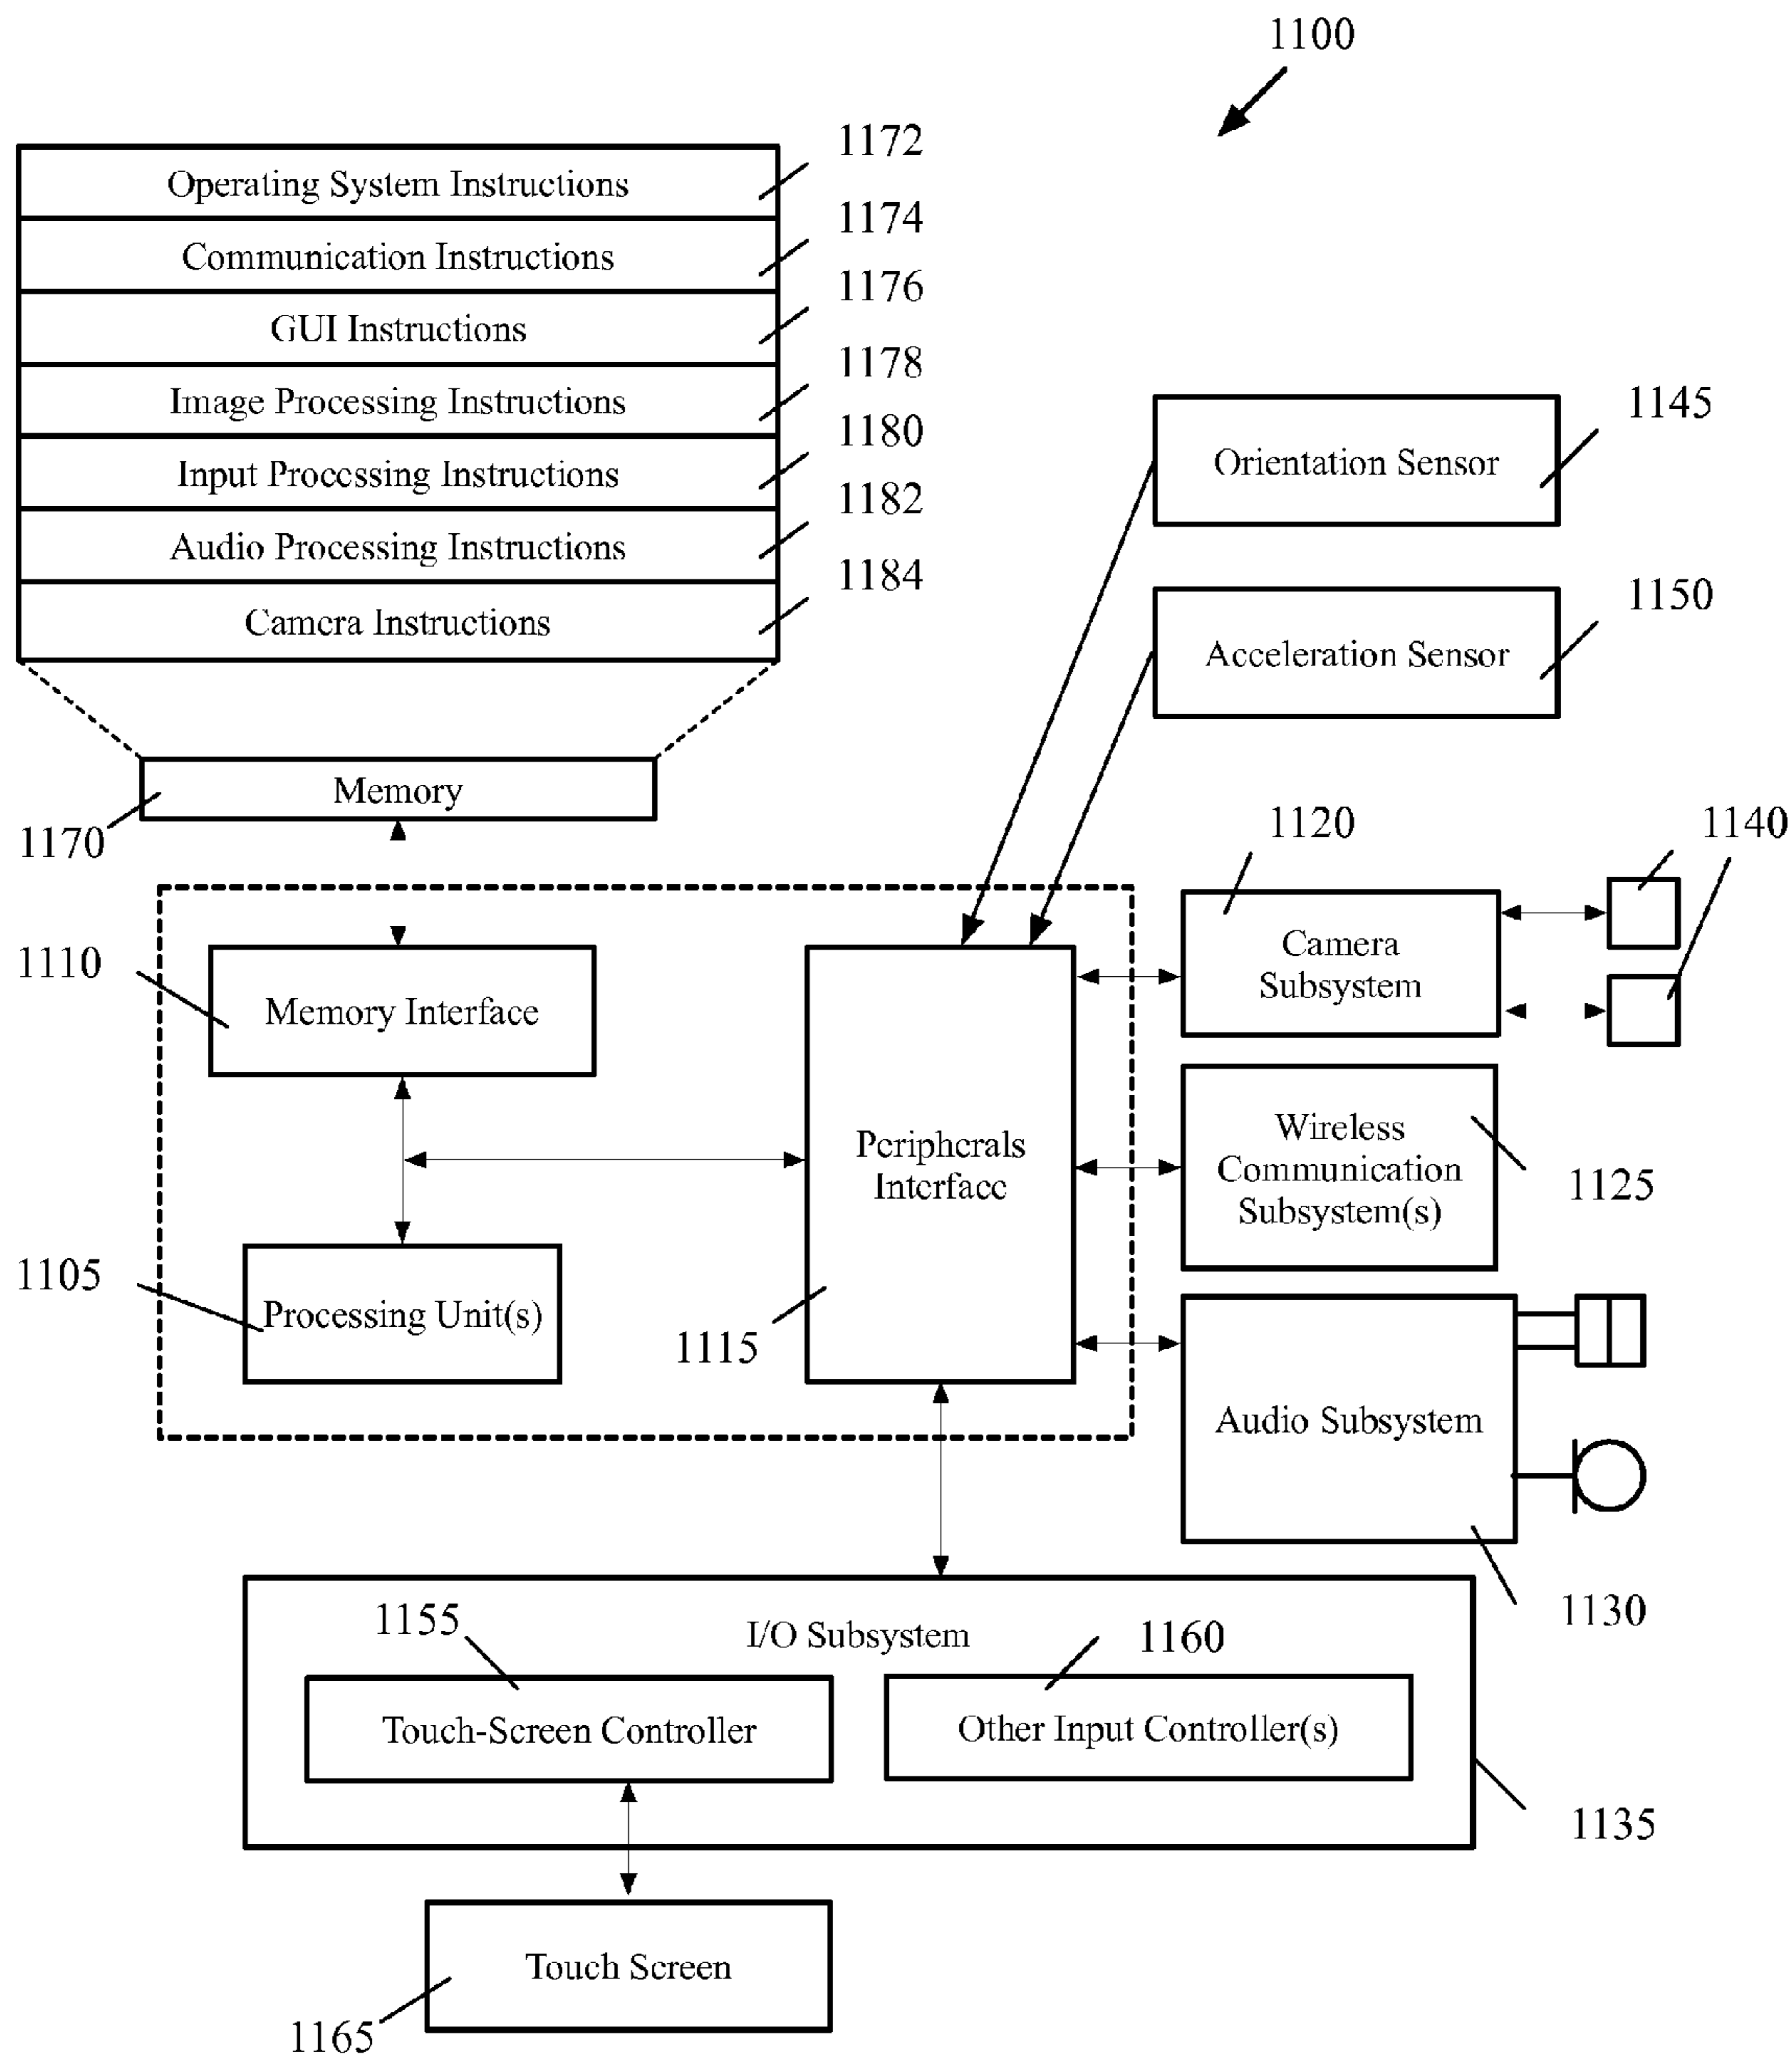 1100
1172
Operating System Instructions
1174
Communication Instructions
1176
GUI Instructions
1178
Image Processing Instructions
1180
Input Processing Instructions
1182
Audio Processing Instructions
1184
Camera Instructions
1145
Orientation Sensor
1150
Acceleration Sensor
Memory
1170
1120
1140
Camera
Subsystem
1110
Memory Interface
Peripherals
Interface
Wireless
Communication
Subsystem(s)
1125
1105
Processing Unit(s)
1115
Audio Subsystem
1130
I/O Subsystem
1155
1160
Touch-Screen Controller
Other Input Controller(s)
1135
Touch Screen
1165